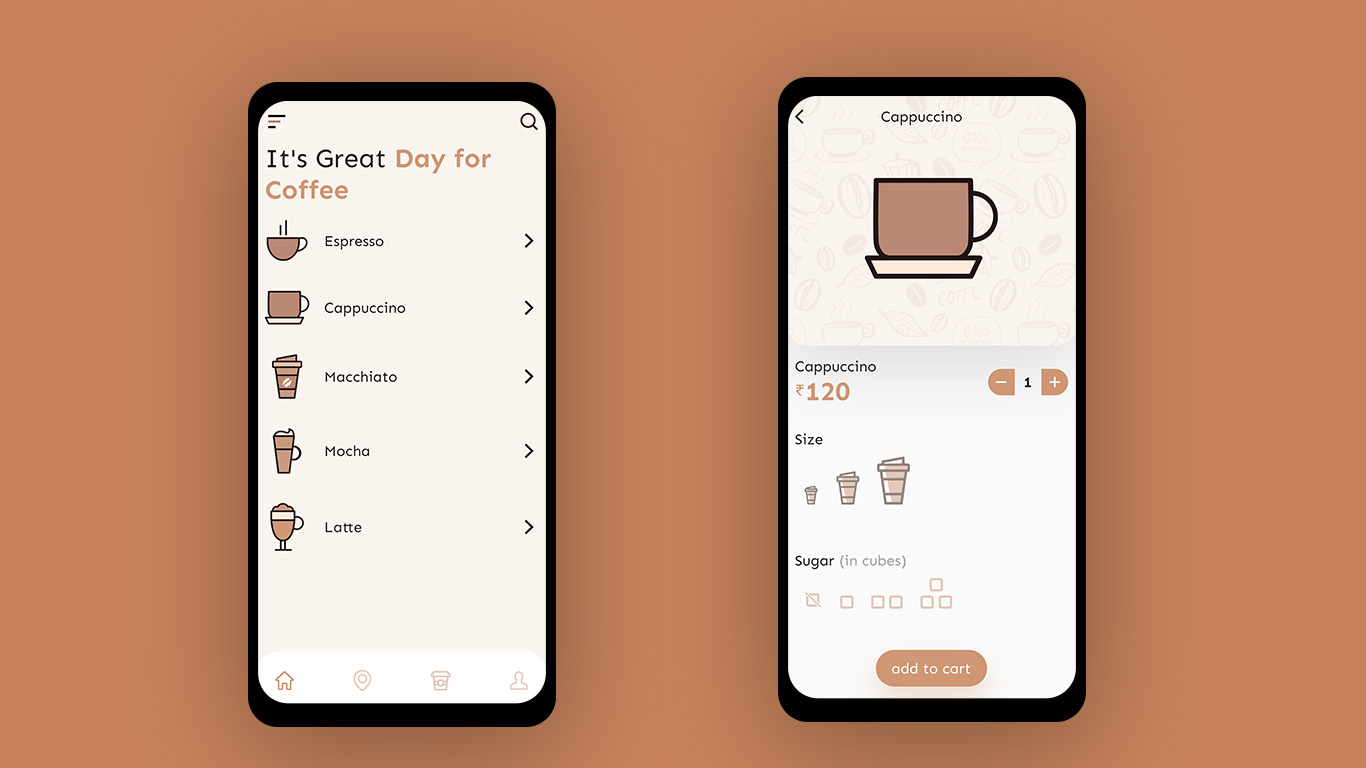 It's Great Day for
Coffee
Espresso
Cappuccino
Macchiato
Mocha
Latte
Cappuccino
COFFE
Cappuccino
₹120
1
Size
Sugar (in cubes)
add to cart